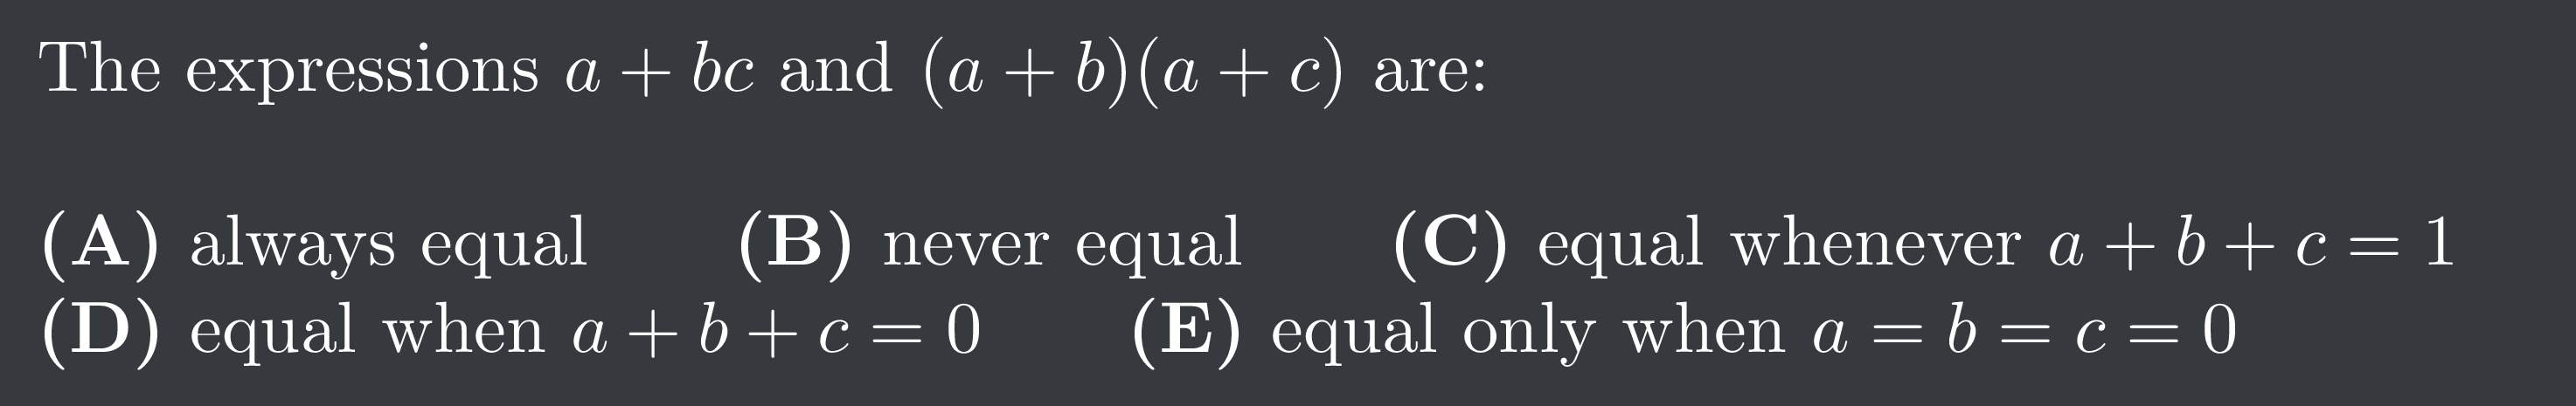 The expressions a + bc and (a + b)(a + c) are:
(A) always equal (B) never equal (C) equal whenever a + b + c = 1
(D) equal when a + b + c = 0 (E) equal only when a = b = c = 0